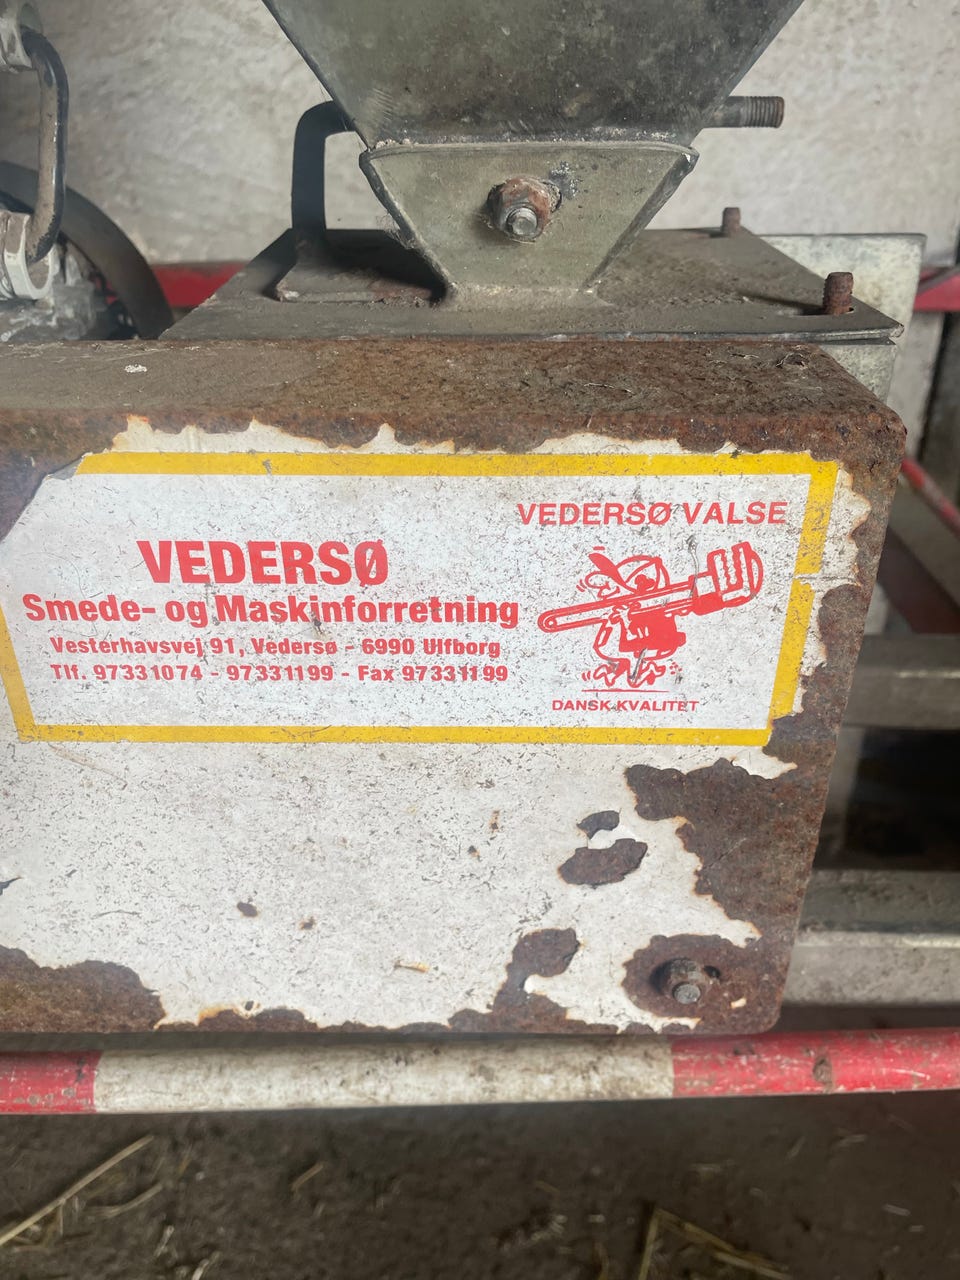 VEDERSØ VALSE
VEDERSØ
Smede- og Maskinforretning
Vesterhavsvej 91, Vedersø - 6990 Ulfborg
Tlf. 97331074 - 97331199 - Fax 97331199
DANSK KVALITET